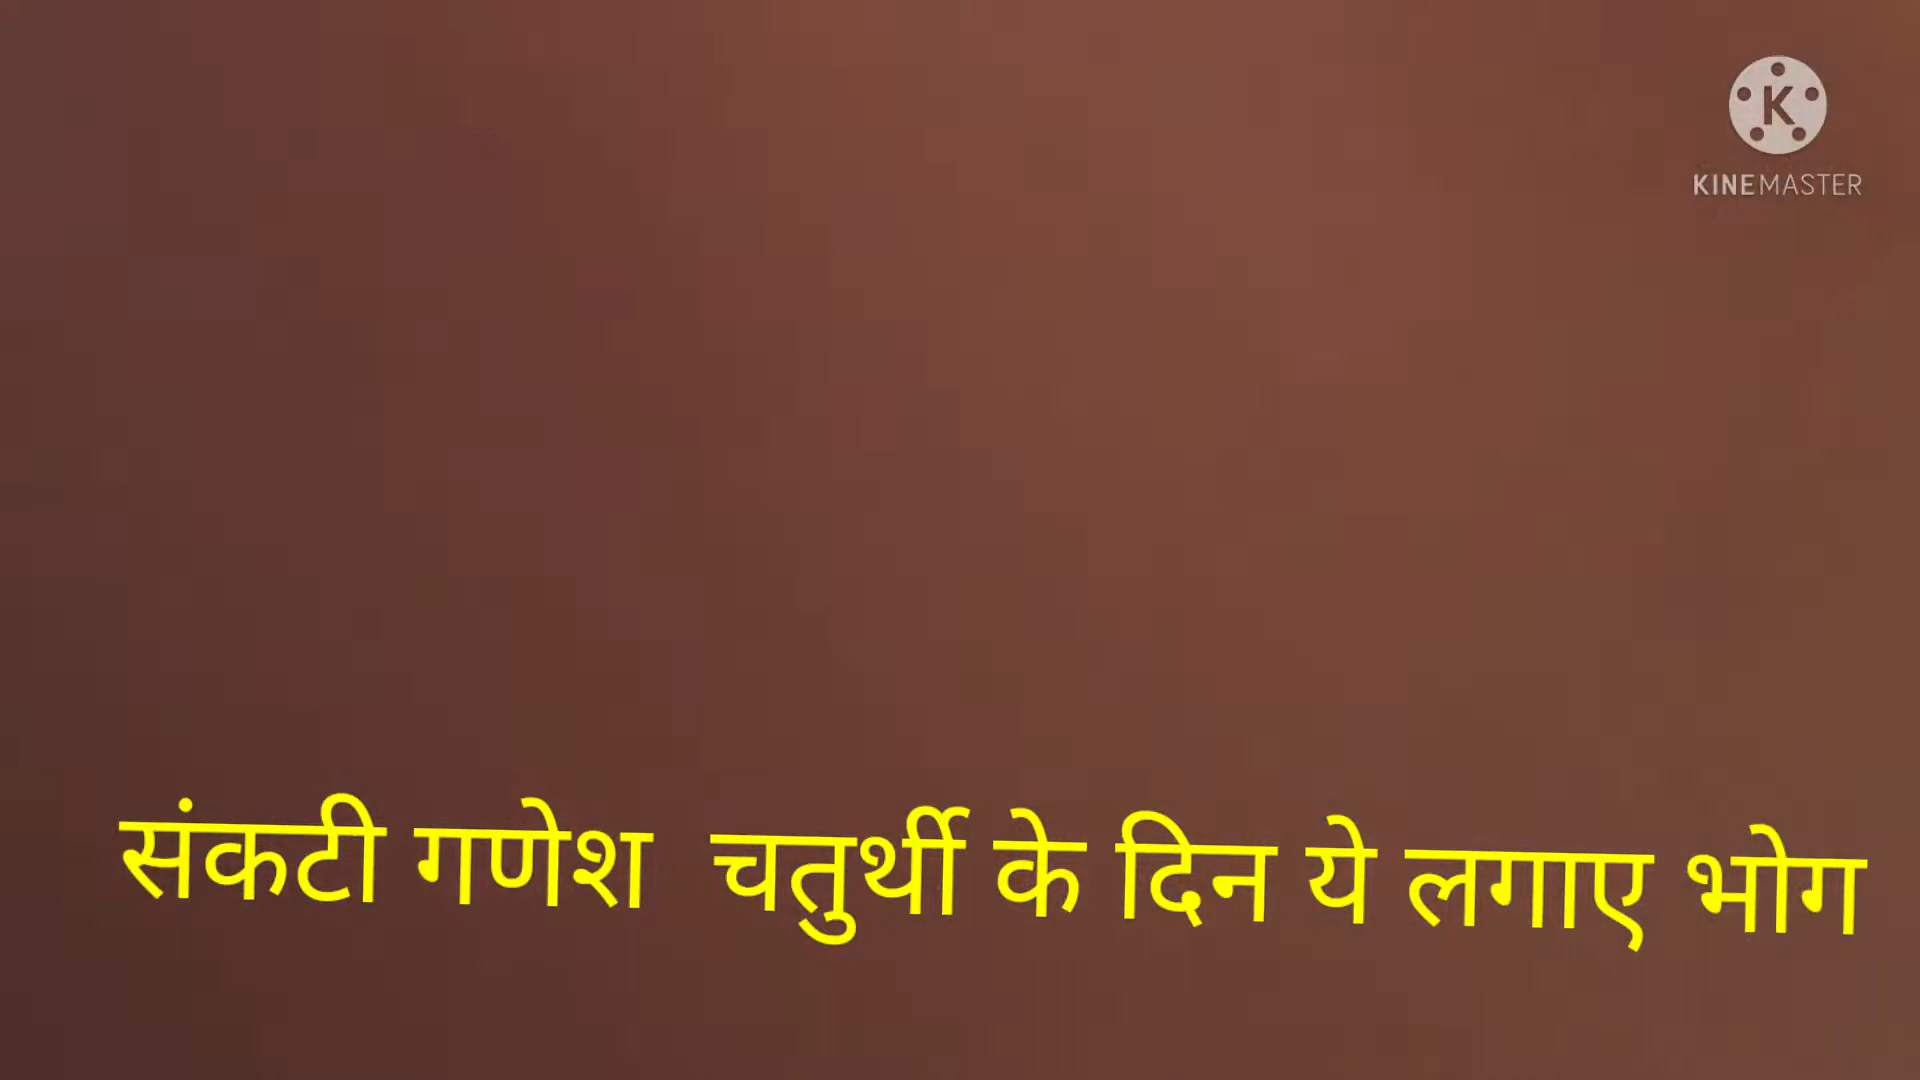 K
KINEMASTER
संकटी गणेश चतुर्थी के दिन ये लगाए भोग